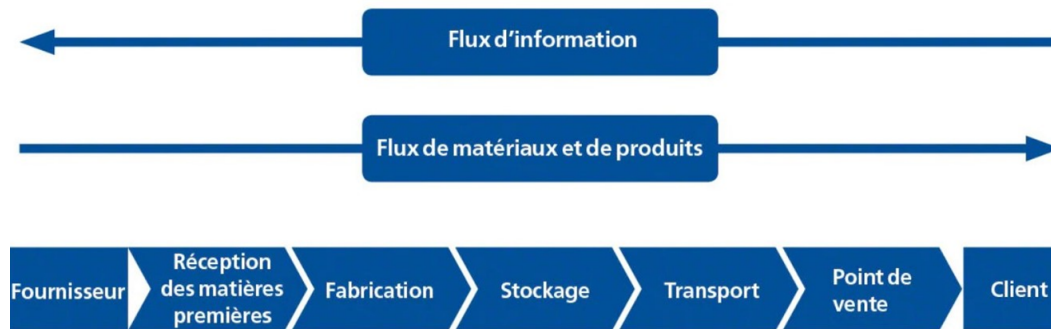 Flux d’information
Flux de matériaux et de produits
Fournisseur
Réception
des matières
premières
Fabrication
Stockage
Transport
Point de
vente
Client